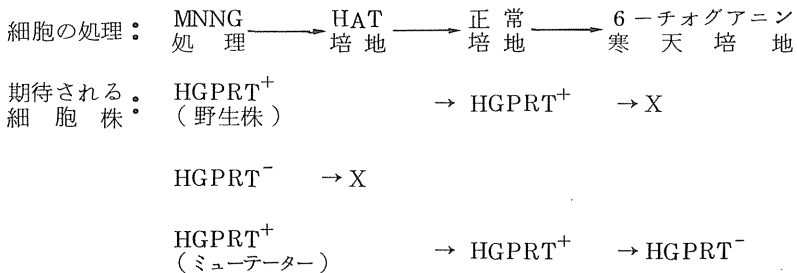 細胞の処理: MNNG処理 → HAT培地 → 正常培地 → 6-チオグアニン寒天培地
期待される細胞株: HGPRT+(野生株) → HGPRT+ → X
HGPRT- → X
HGPRT+(ミューテーター) → HGPRT+ → HGPRT-